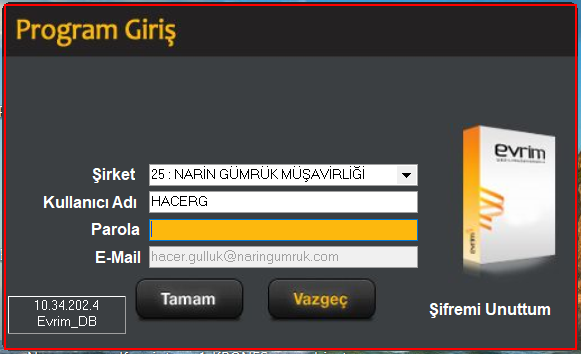 Program Giriş
Şirket 25 : NARİN GÜMRÜK MÜŞAVİRLİĞİ
Kullanıcı Adı HACERG
Parola
E-Mail hacer.gulluk@naringumruk.com
evrim
evrim
Tamam Vazgeç Şifremi Unuttum
10.34.202.4
Evrim_DB